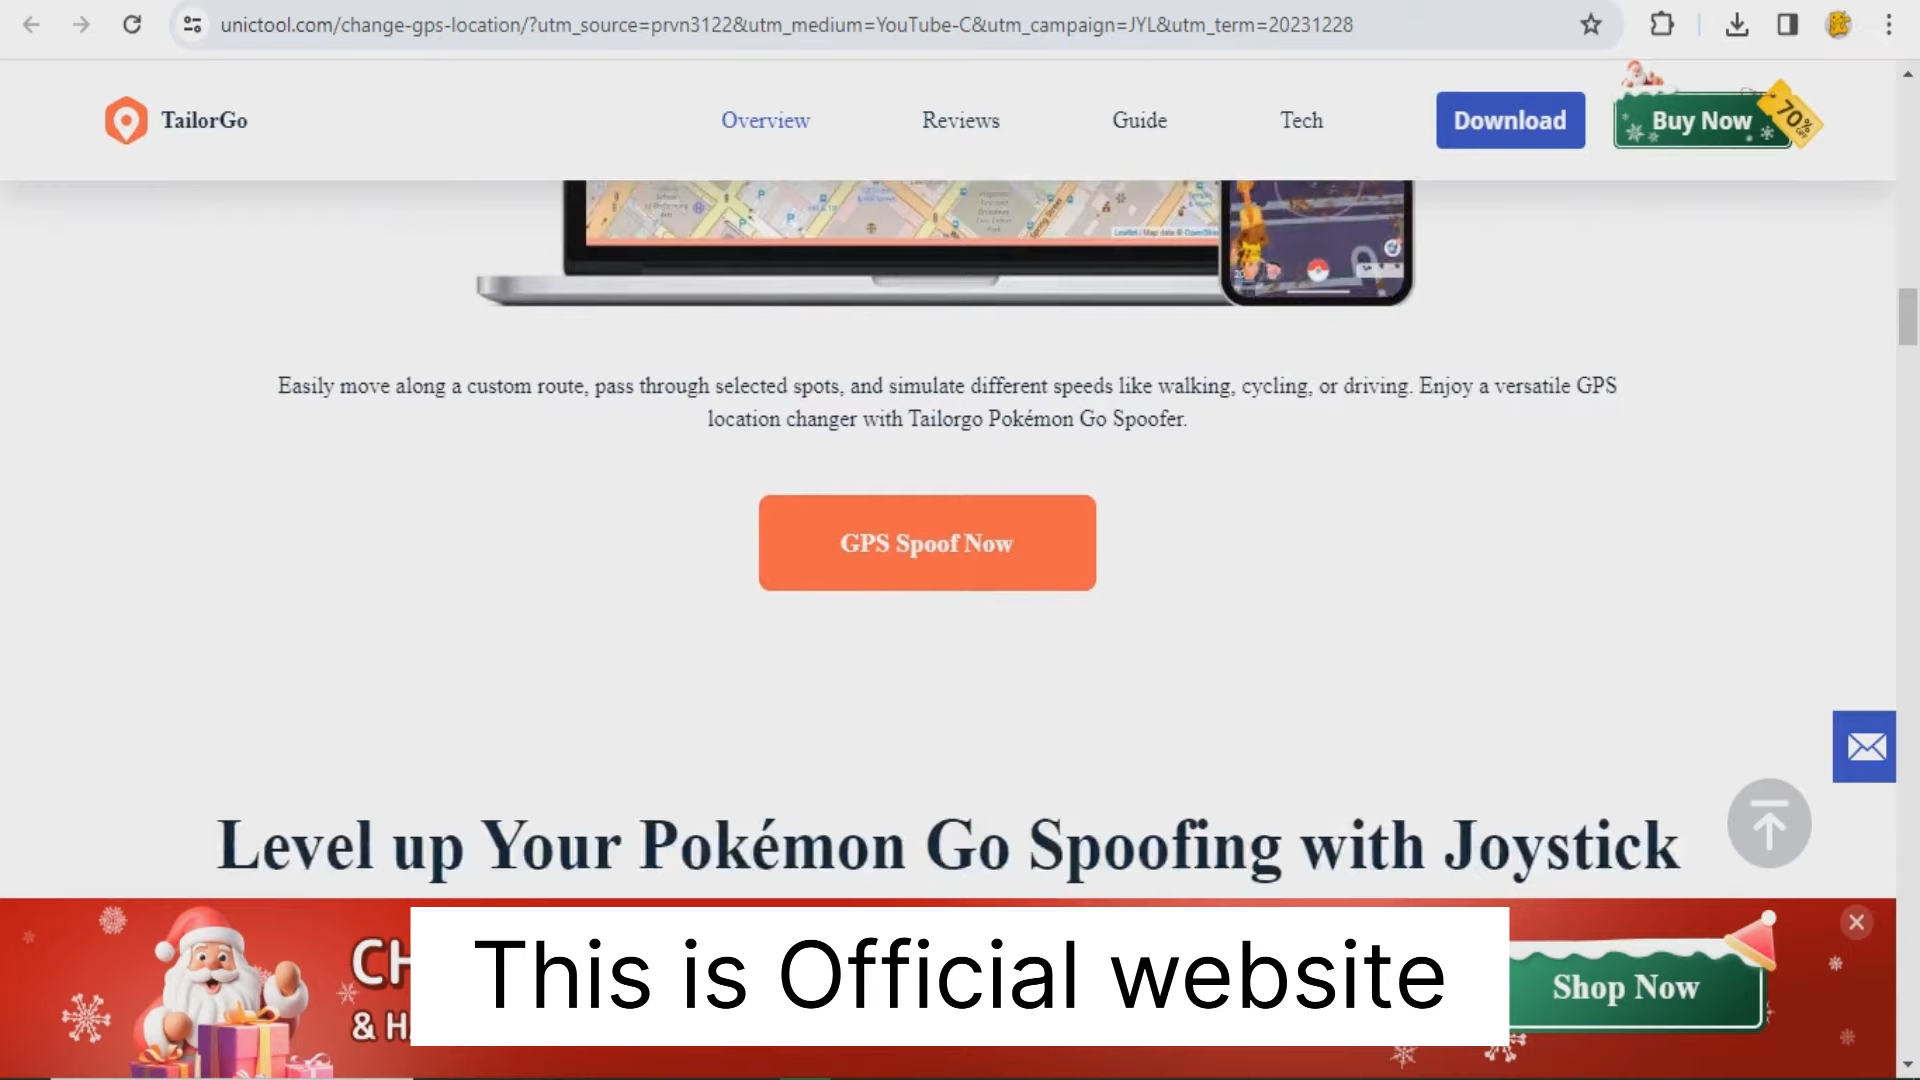 unictool.com/change-gps-location/?utm_source=prvn3122&utm_medium=YouTube-C&utm_campaign=JYL&utm_term=20231228
TailorGo
Overview
Reviews
Guide
Tech
Download
Buy Now
70%
OFF
Easily move along a custom route, pass through selected spots, and simulate different speeds like walking, cycling, or driving. Enjoy a versatile GPS
location changer with Tailorgo Pokémon Go Spoofer.
GPS Spoof Now
Level up Your Pokémon Go Spoofing with Joystick
CH
& H
This is Official website
Shop Now